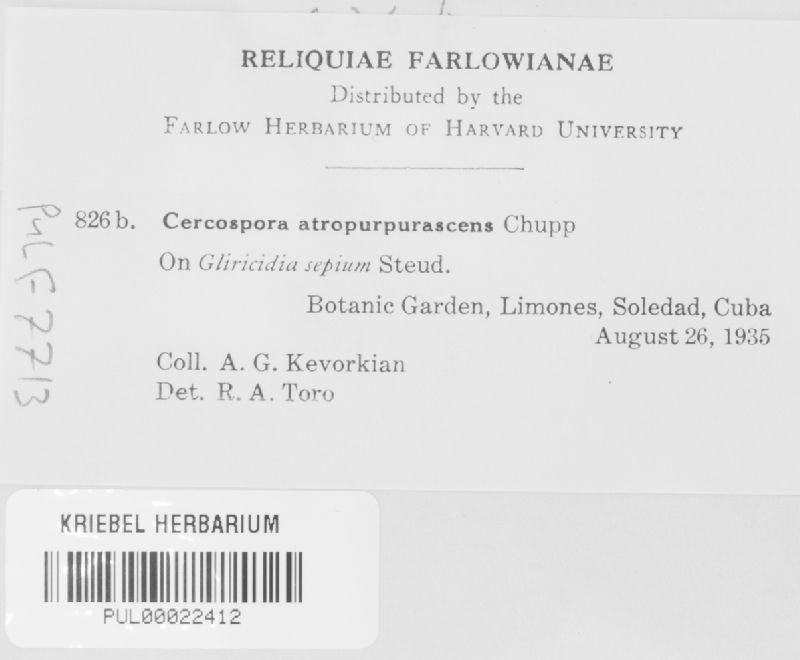 RELIQUIAE FARLOWIANAE
Distributed by the
FARLOW HERBARIUM OF HARVARD UNIVERSITY
826 b. Cercospora atropurpurascens Chupp
On Gliricidia sepium Steud.
Botanic Garden, Limones, Soledad, Cuba
August 26, 1935
Coll. A. G. Kevorkian
Det. R. A. Toro
PUL F7713
KRIEBEL HERBARIUM
PUL00022412